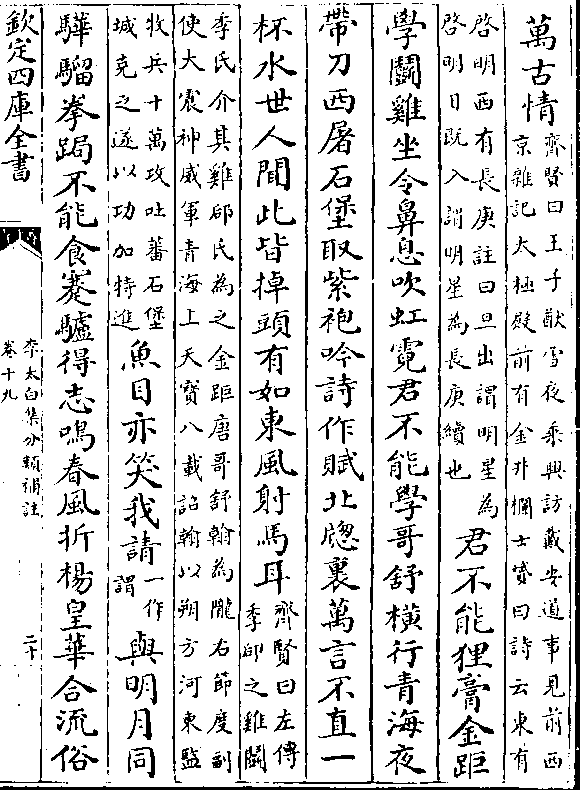 萬古情齊賢曰王子猷雪夜乘興訪戴安道事見前西
京雜記太極殿前有金井欄士贇曰詩云東有
啓明西有長庚註曰旦出謂明星為
啓明日既入謂明星為長庚續也君不能狸膏金距
學鬭雞坐令鼻息吹虹霓君不能學哥舒橫行青海夜
帶刀西屠石堡取紫袍吟詩作賦北牕裏萬言不直一
杯水世人聞此皆掉頭有如東風射馬耳齊賢曰左傳
季郈之雞鬭
季氏介其雞郈氏為之金距唐哥舒翰為隴右節度副
使大震神威軍青海上天寶八載詔翰以朔方河東監
牧兵十萬攻吐蕃石堡
城克之遂以功加特進魚目亦笑我請一作
謂與明月同
驊騮拳跼不能食蹇驢得志鳴春風折楊皇華合流俗
欽定四庫全書
李太白集分類補註
卷十九
二十